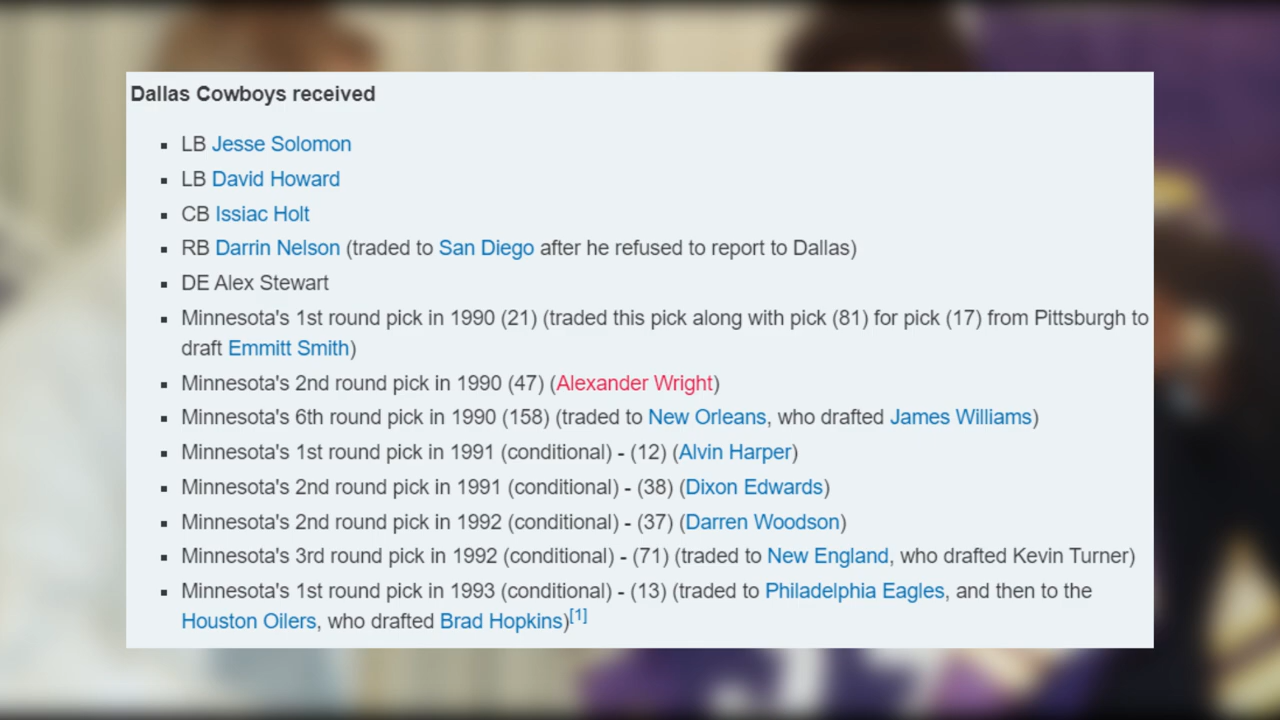 Dallas Cowboys received
▪ LB Jesse Solomon
▪ LB David Howard
▪ CB Issiac Holt
▪ RB Darrin Nelson (traded to San Diego after he refused to report to Dallas)
▪ DE Alex Stewart
▪ Minnesota's 1st round pick in 1990 (21) (traded this pick along with pick (81) for pick (17) from Pittsburgh to
draft Emmitt Smith)
▪ Minnesota's 2nd round pick in 1990 (47) (Alexander Wright)
▪ Minnesota's 6th round pick in 1990 (158) (traded to New Orleans, who drafted James Williams)
▪ Minnesota's 1st round pick in 1991 (conditional) - (12) (Alvin Harper)
▪ Minnesota's 2nd round pick in 1991 (conditional) - (38) (Dixon Edwards)
▪ Minnesota's 2nd round pick in 1992 (conditional) - (37) (Darren Woodson)
▪ Minnesota's 3rd round pick in 1992 (conditional) - (71) (traded to New England, who drafted Kevin Turner)
▪ Minnesota's 1st round pick in 1993 (conditional) - (13) (traded to Philadelphia Eagles, and then to the
Houston Oilers, who drafted Brad Hopkins)[1]